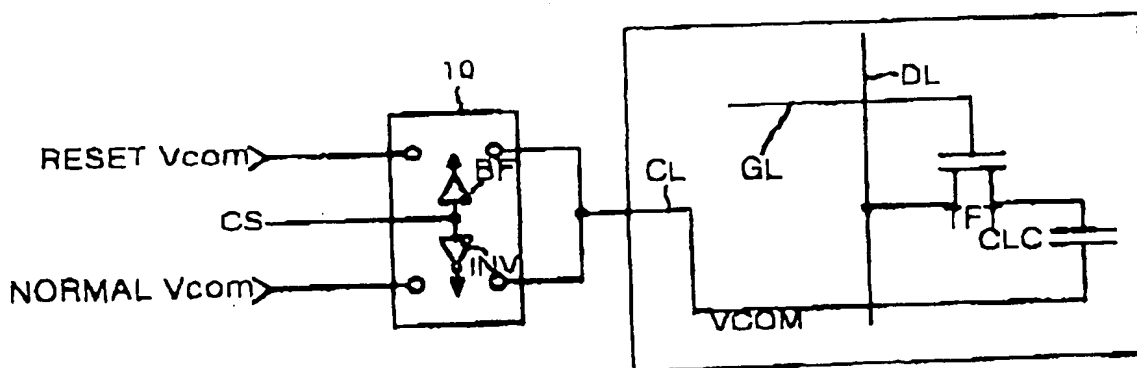 10
RESET Vcom
BF
CS
INV
NORMAL Vcom
DL
GL
CL
TF
CLC
VCOM